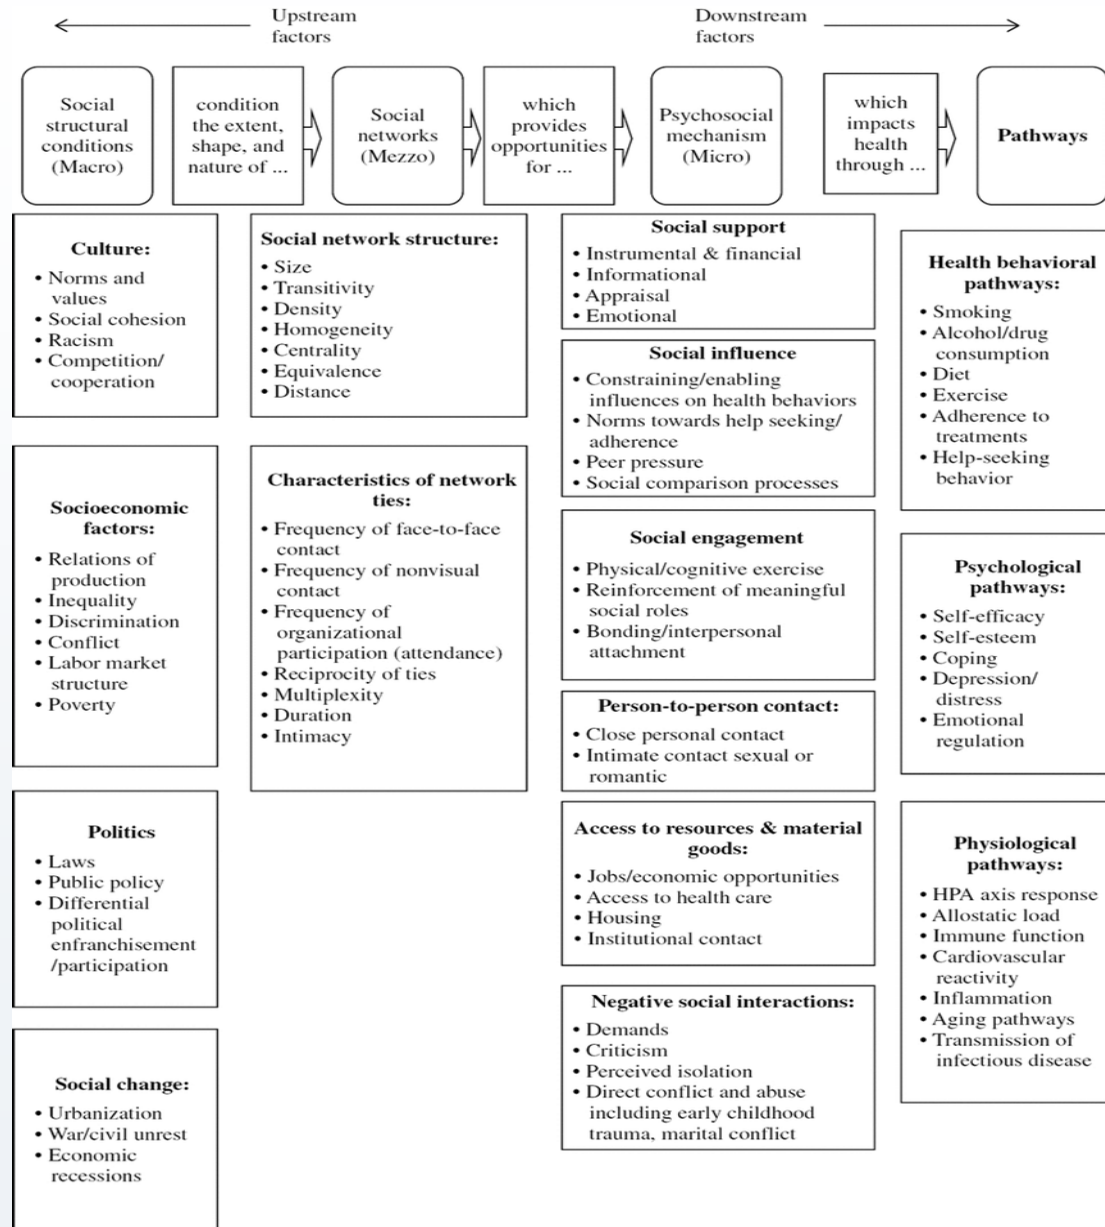 Upstream
factors
Downstream
factors
Social
structural
conditions
(Macro)
condition
the extent,
shape, and
nature of ...
Social
networks
(Mezzo)
which
provides
opportunities
for ...
Psychosocial
mechanism
(Micro)
which
impacts
health
through ...
Pathways
Culture:
• Norms and
values
• Social cohesion
• Racism
• Competition/
cooperation
Socioeconomic
factors:
• Relations of
production
• Inequality
• Discrimination
• Conflict
• Labor market
structure
• Poverty
Politics
• Laws
• Public policy
• Differential
political
enfranchisement
/participation
Social change:
• Urbanization
• War/civil unrest
• Economic
recessions
Social network structure:
• Size
• Transitivity
• Density
• Homogeneity
• Centrality
• Equivalence
• Distance
Characteristics of network
ties:
• Frequency of face-to-face
contact
• Frequency of nonvisual
contact
• Frequency of
organizational
participation (attendance)
• Reciprocity of ties
• Multiplexity
• Duration
• Intimacy
Social support
• Instrumental & financial
• Informational
• Appraisal
• Emotional
Social influence
• Constraining/enabling
influences on health behaviors
• Norms towards help seeking/
adherence
• Peer pressure
• Social comparison processes
Social engagement
• Physical/cognitive exercise
• Reinforcement of meaningful
social roles
• Bonding/interpersonal
attachment
Person-to-person contact:
• Close personal contact
• Intimate contact sexual or
romantic
Access to resources & material
goods:
• Jobs/economic opportunities
• Access to health care
• Housing
• Institutional contact
Negative social interactions:
• Demands
• Criticism
• Perceived isolation
• Direct conflict and abuse
including early childhood
trauma, marital conflict
Health behavioral
pathways:
• Smoking
• Alcohol/drug
consumption
• Diet
• Exercise
• Adherence to
treatments
• Help-seeking
behavior
Psychological
pathways:
• Self-efficacy
• Self-esteem
• Coping
• Depression/
distress
• Emotional
regulation
Physiological
pathways:
• HPA axis response
• Allostatic load
• Immune function
• Cardiovascular
reactivity
• Inflammation
• Aging pathways
• Transmission of
infectious disease